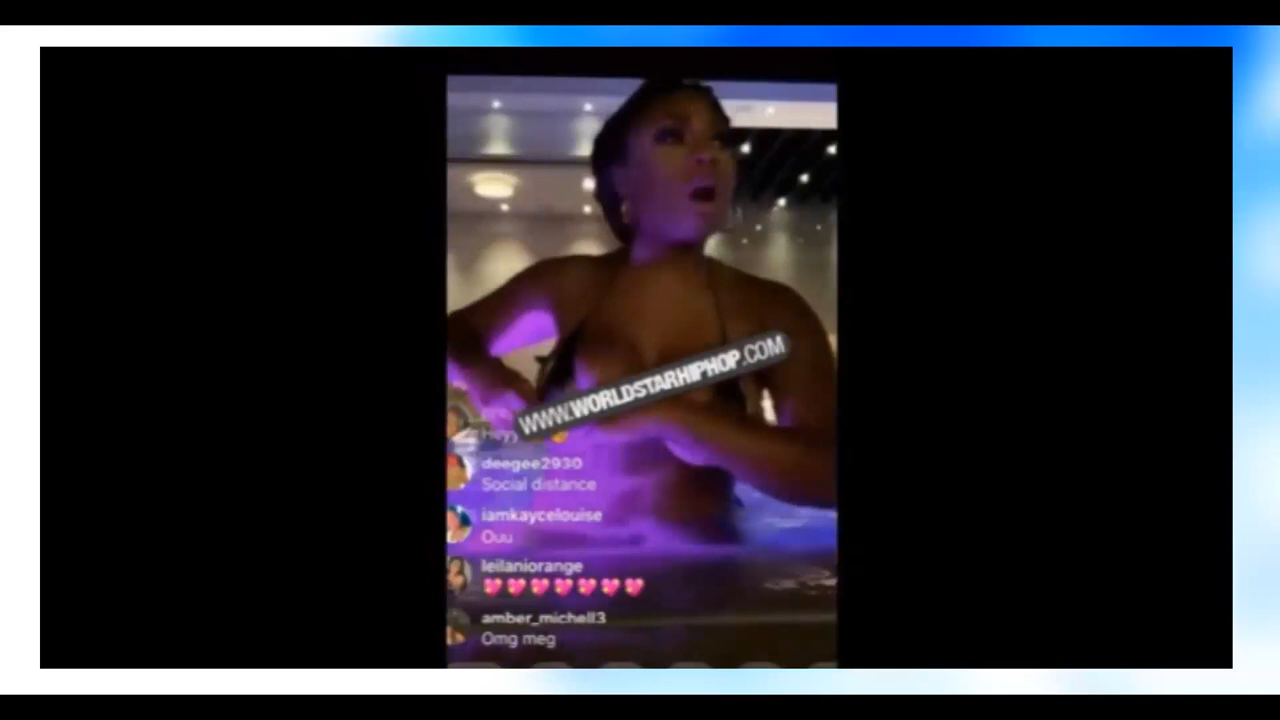 WWW.WORLDSTARHIPHOP.COM
deegee2930
Social distance
iamkaycelouise
Ouu
leilaniorange
💖💖💖💖💖💖💖
amber_michell3
Omg meg